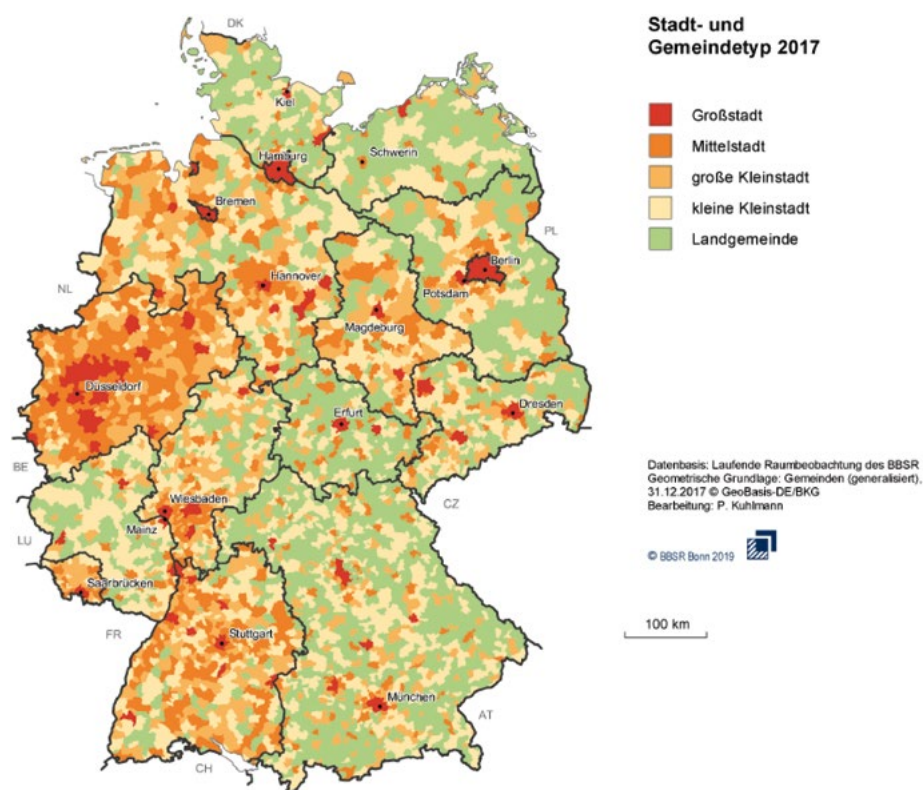 Stadt- und
Gemeindetyp 2017
Großstadt
Mittelstadt
große Kleinstadt
kleine Kleinstadt
Landgemeinde
DK
Kiel
Hamburg
Schwerin
Bremen
PL
Berlin
Hannover
Potsdam
NL
Magdeburg
Düsseldorf
Erfurt
Dresden
BE
Wiesbaden
CZ
Mainz
LU
Saarbrücken
FR
Stuttgart
München
AT
CH
Datenbasis: Laufende Raumbeobachtung des BBSR
Geometrische Grundlage: Gemeinden (generalisiert),
31.12.2017 © GeoBasis-DE/BKG
Bearbeitung: P. Kuhlmann
© BBSR Bonn 2019
100 km